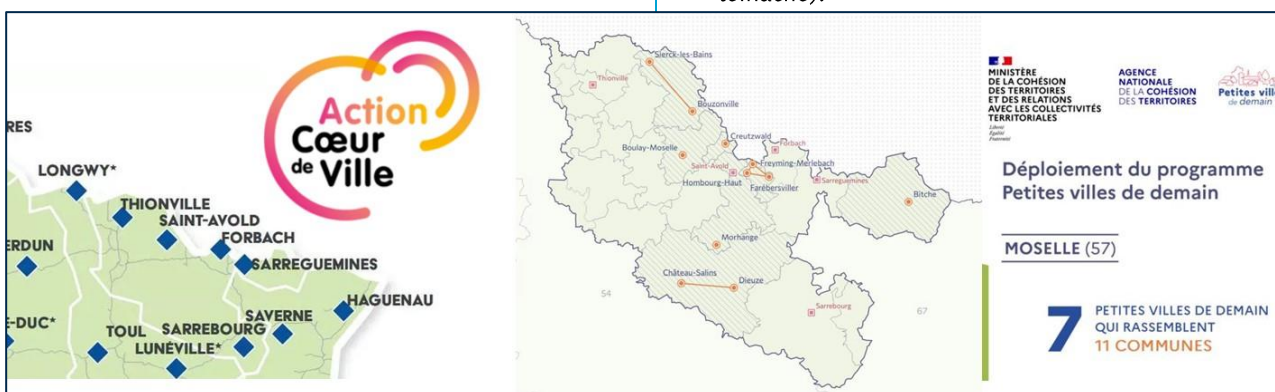 Action
Cœur
de Ville
RES
LONGWY*
THIONVILLE
SAINT-AVOLD
FORBACH
SARREGUEMINES
ERDUN
HAGUENAU
SAVERNE
SARREBOURG
TOUL
LUNÉVILLE*
E-DUC*
Sierck-les-Bains
Thionville
Bouzonville
Creutzwald
Forbach
Boulay-Moselle
Saint-Avold
Freyming-Merlebach
Hombourg-Haut
Farébersviller
Sarreguemines
Bitche
Morhange
Château-Salins
Dieuze
54
Sarrebourg
67
MINISTÈRE
DE LA COHÉSION
DES TERRITOIRES
ET DES RELATIONS
AVEC LES COLLECTIVITÉS
TERRITORIALES
Liberté
Égalité
Fraternité
AGENCE
NATIONALE
DE LA COHÉSION
DES TERRITOIRES
Petites vill
de demain
Déploiement du programme
Petites villes de demain
MOSELLE (57)
7 PETITES VILLES DE DEMAIN
QUI RASSEMBLENT
11 COMMUNES